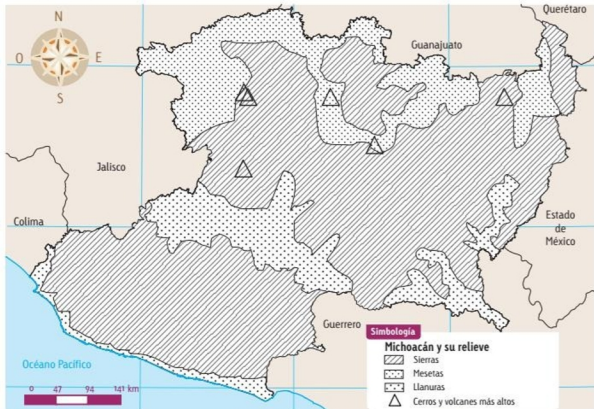 Querétaro
N
Guanajuato
O
E
S
Jalisco
Colima
Estado
de
México
Guerrero
Océano Pacífico
0 47 94 141 km
Simbología
Michoacán y su relieve
Sierras
Mesetas
Llanuras
Cerros y volcanes más altos